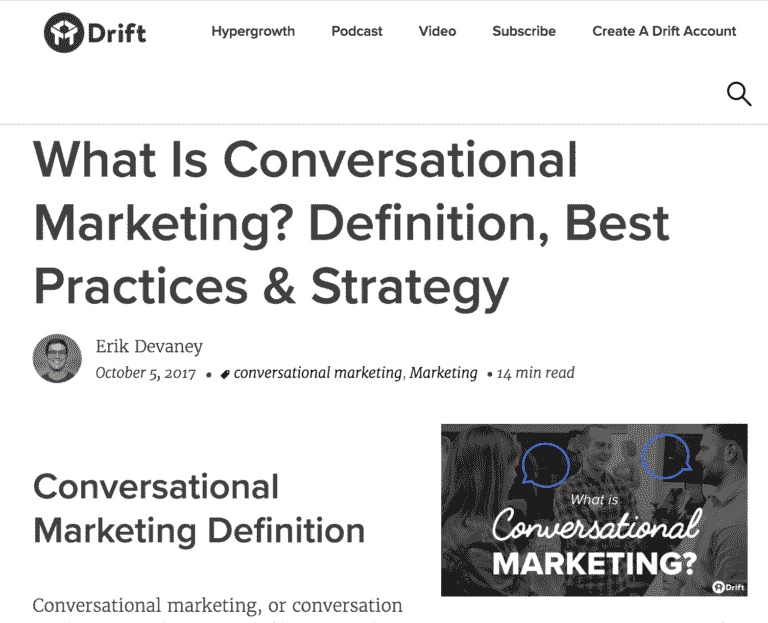 Drift
Hypergrowth Podcast Video Subscribe Create A Drift Account
What Is Conversational
Marketing? Definition, Best
Practices & Strategy
Erik Devaney
October 5, 2017 • conversational marketing, Marketing • 14 min read
Conversational
Marketing Definition
What is
Conversational
MARKETING?
Drift
Conversational marketing, or conversation